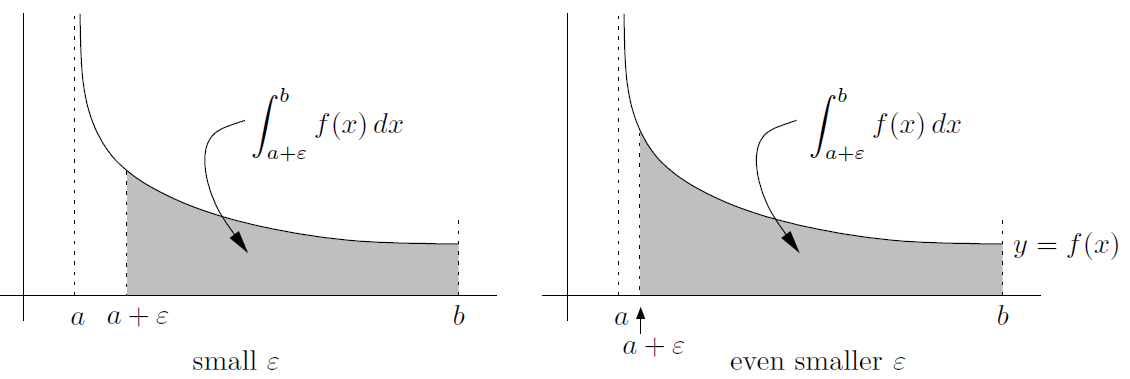 ∫_{a+ε}^{b} f(x) dx
a a + ε b
small ε
∫_{a+ε}^{b} f(x) dx
y = f(x)
a b
a + ε
even smaller ε